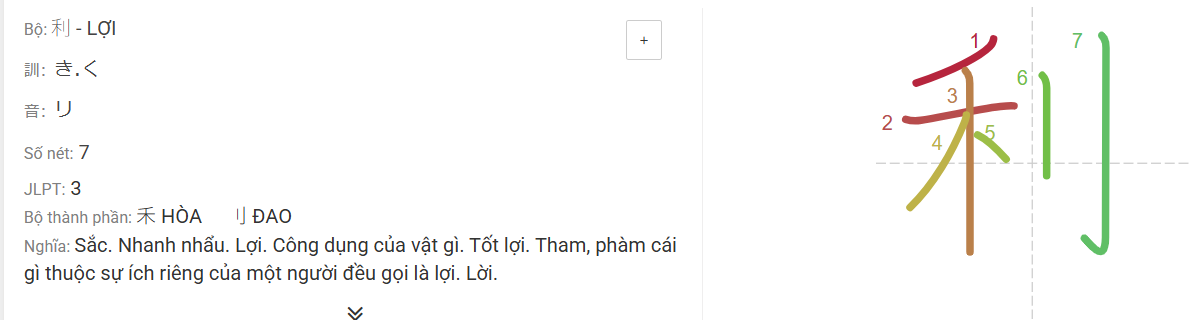 Bộ: 利 - LỢI
訓: き.く
音: リ
Số nét: 7
JLPT: 3
Bộ thành phần: 禾 HÒA 刂 ĐAO
Nghĩa: Sắc. Nhanh nhẩu. Lợi. Công dụng của vật gì. Tốt lợi. Tham, phàm cái
gì thuộc sự ích riêng của một người đều gọi là lợi. Lời.
+
利
1
2
3
4
5
6
7